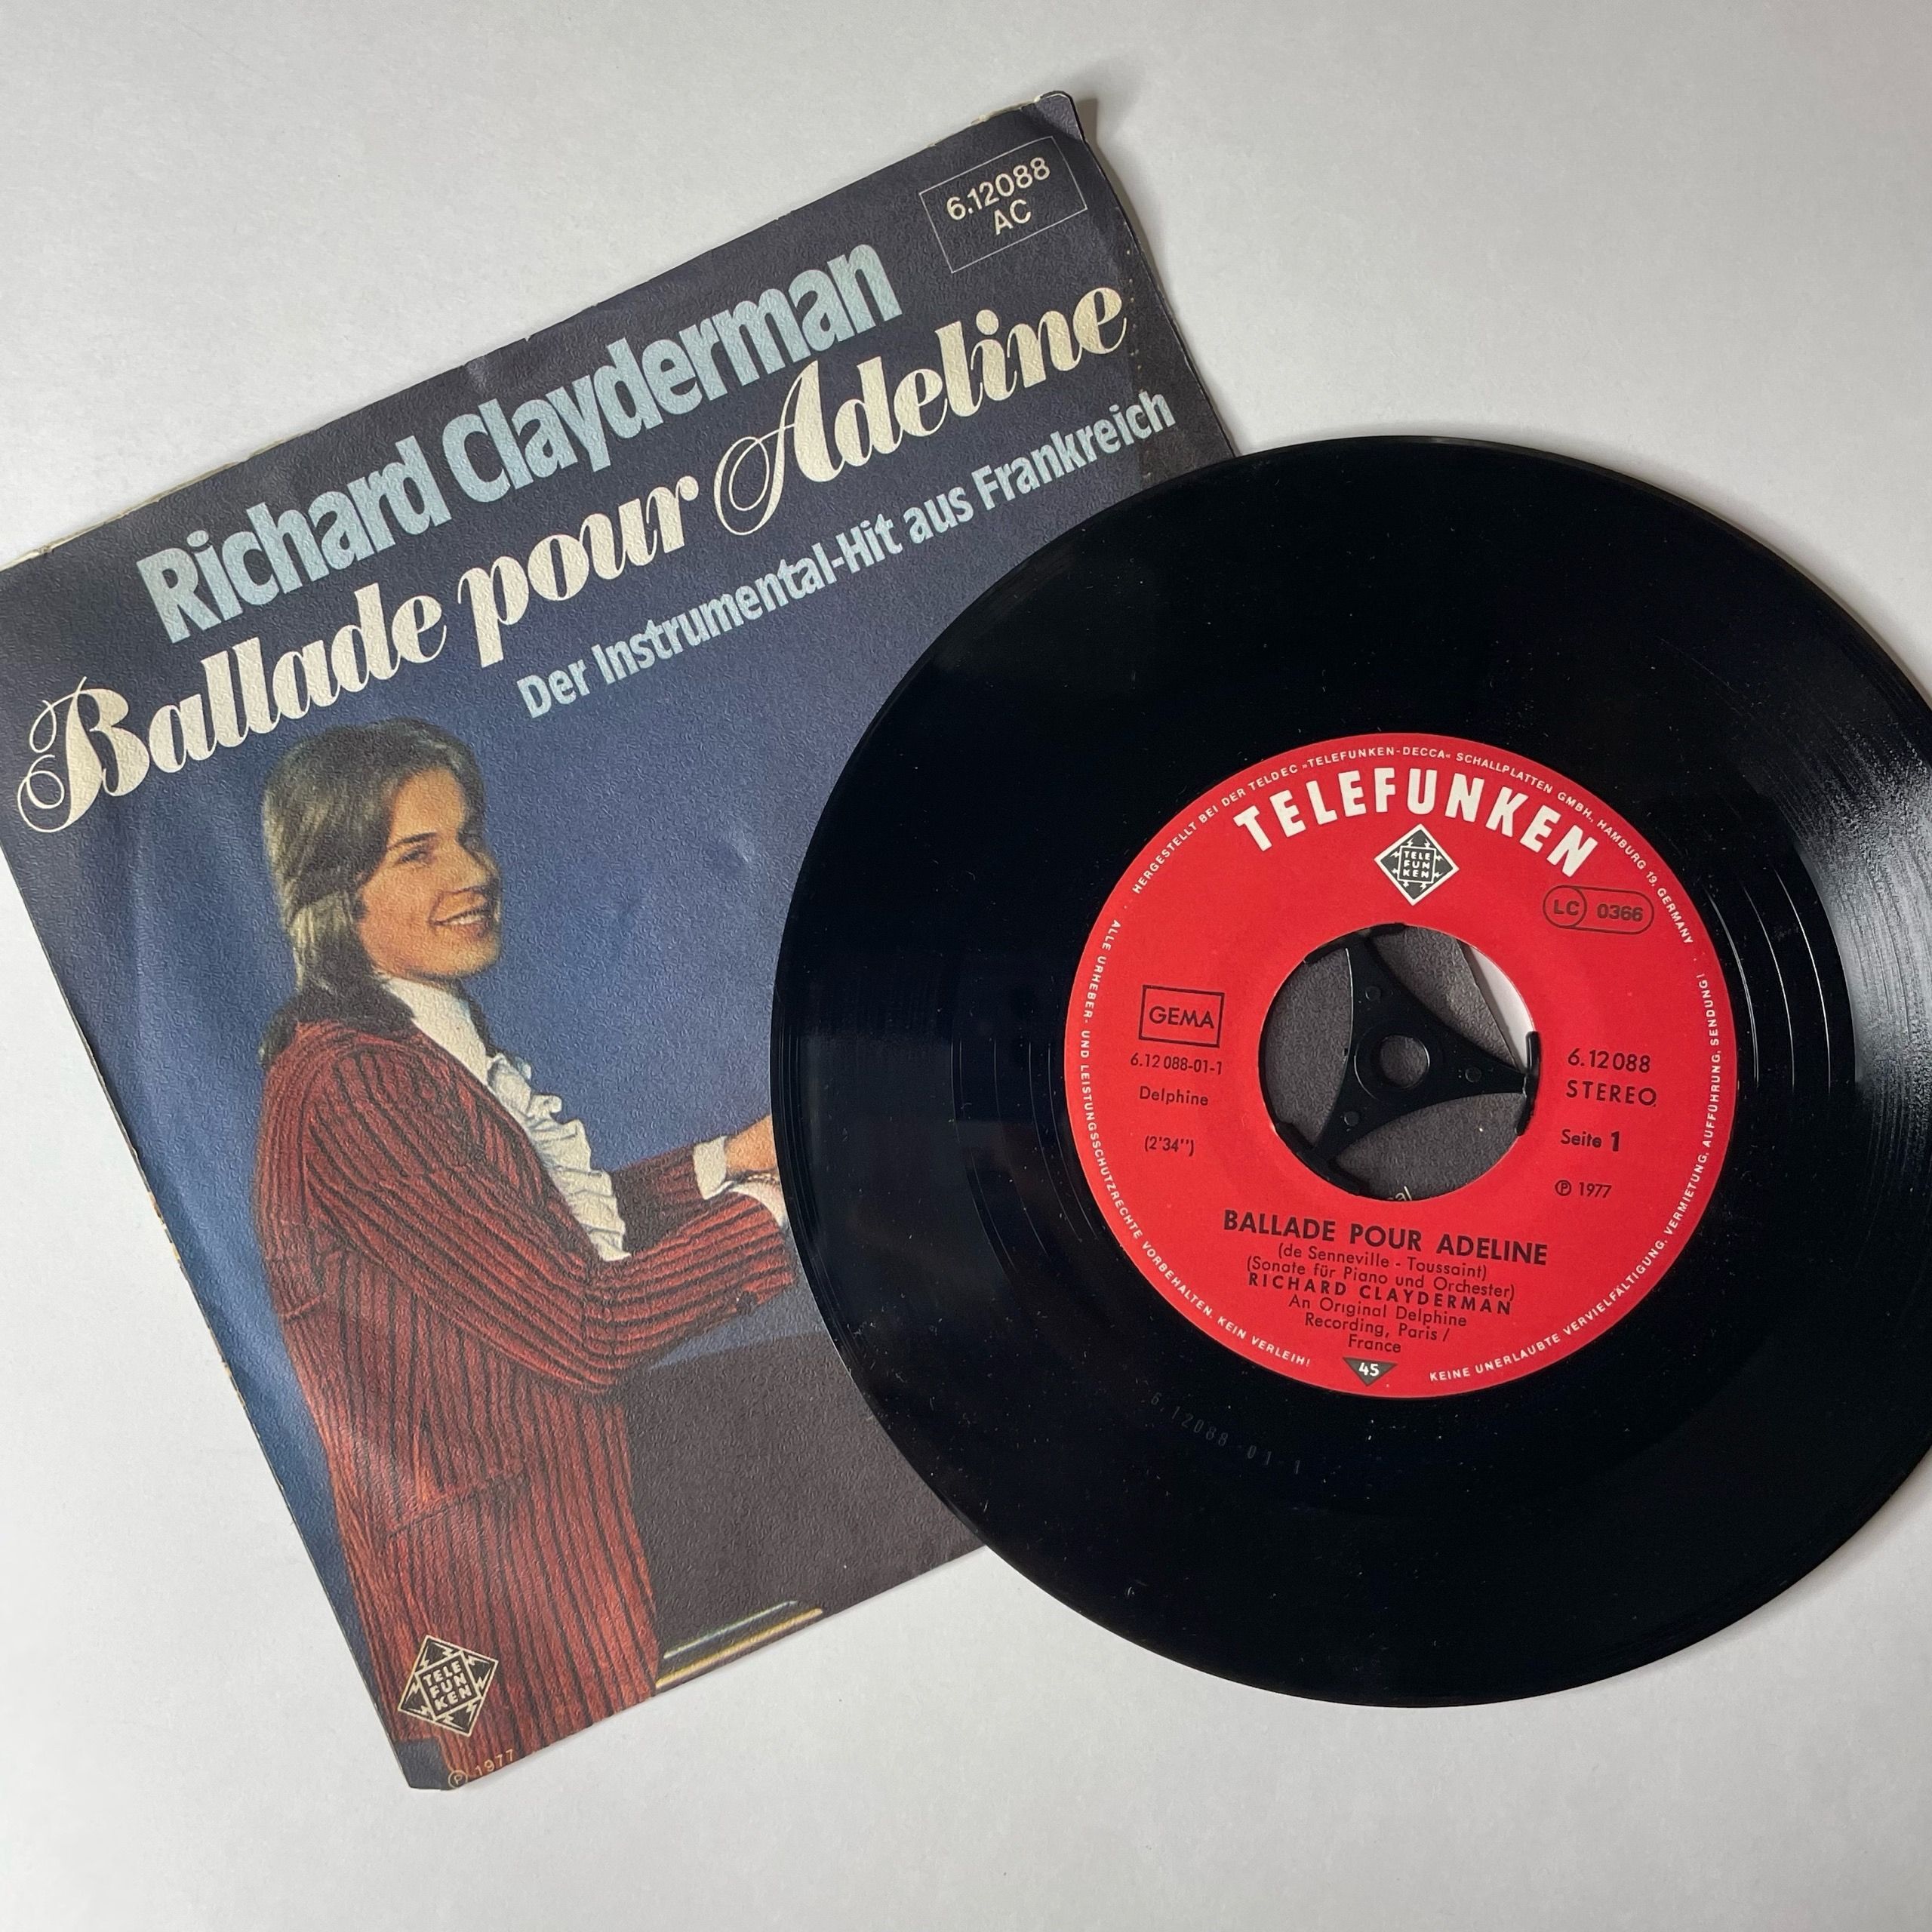 6.12088
AC
Richard Clayderman
Ballade pour Adeline
Der Instrumental-Hit aus Frankreich
TELE
FUN
KEN
℗ 1977
HERGESTELLT BEI DER TELDEC »TELEFUNKEN-DECCA« SCHALLPLATTEN GMBH., HAMBURG 19, GERMANY ·
TELEFUNKEN
TELE
FUN
KEN
LC 0366
GEMA
6.12 088-01-1
Delphine
(2'34'')
6.12088
STEREO
Seite 1
℗ 1977
BALLADE POUR ADELINE
(de Senneville - Toussaint)
(Sonate für Piano und Orchester)
RICHARD CLAYDERMAN
An Original Delphine
Recording, Paris /
France
45
ALLE URHEBER- UND LEISTUNGSSCHUTZRECHTE VORBEHALTEN. KEIN VERLEIH!
KEINE UNERLAUBTE VERVIELFÄLTIGUNG, VERMIETUNG, AUFFÜHRUNG, SENDUNG!
6.12088-01-1